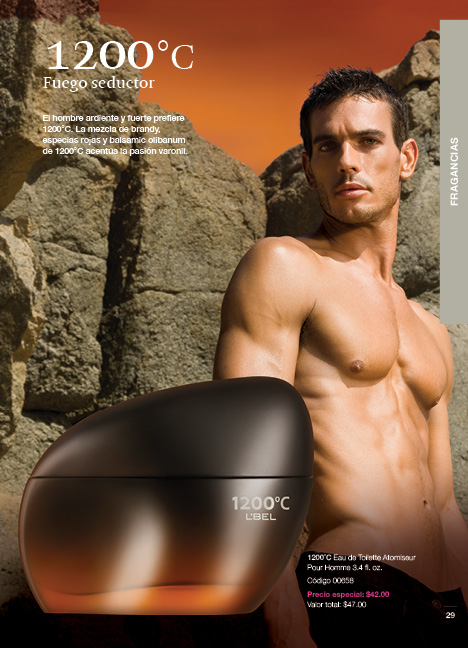 1200°C
Fuego seductor
El hombre ardiente y fuerte prefiere
1200°C. La mezcla de brandy,
especias rojas y balsamic olibanum
de 1200°C acentúa la pasión varonil.
FRAGANCIAS
1200°C
L'BEL
1200°C Eau de Toilette Atomiseur
Pour Homme 3.4 fl. oz.
Código 00658
Precio especial: $42.00
Valor total: $47.00
29